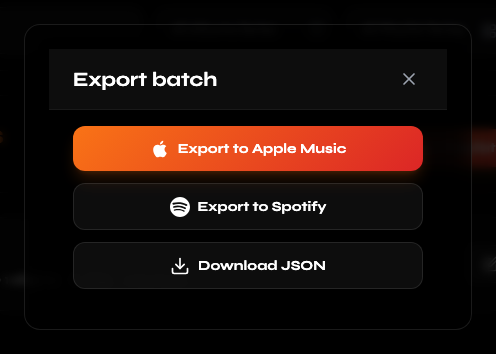 Export batch
Export to Apple Music
Export to Spotify
Download JSON